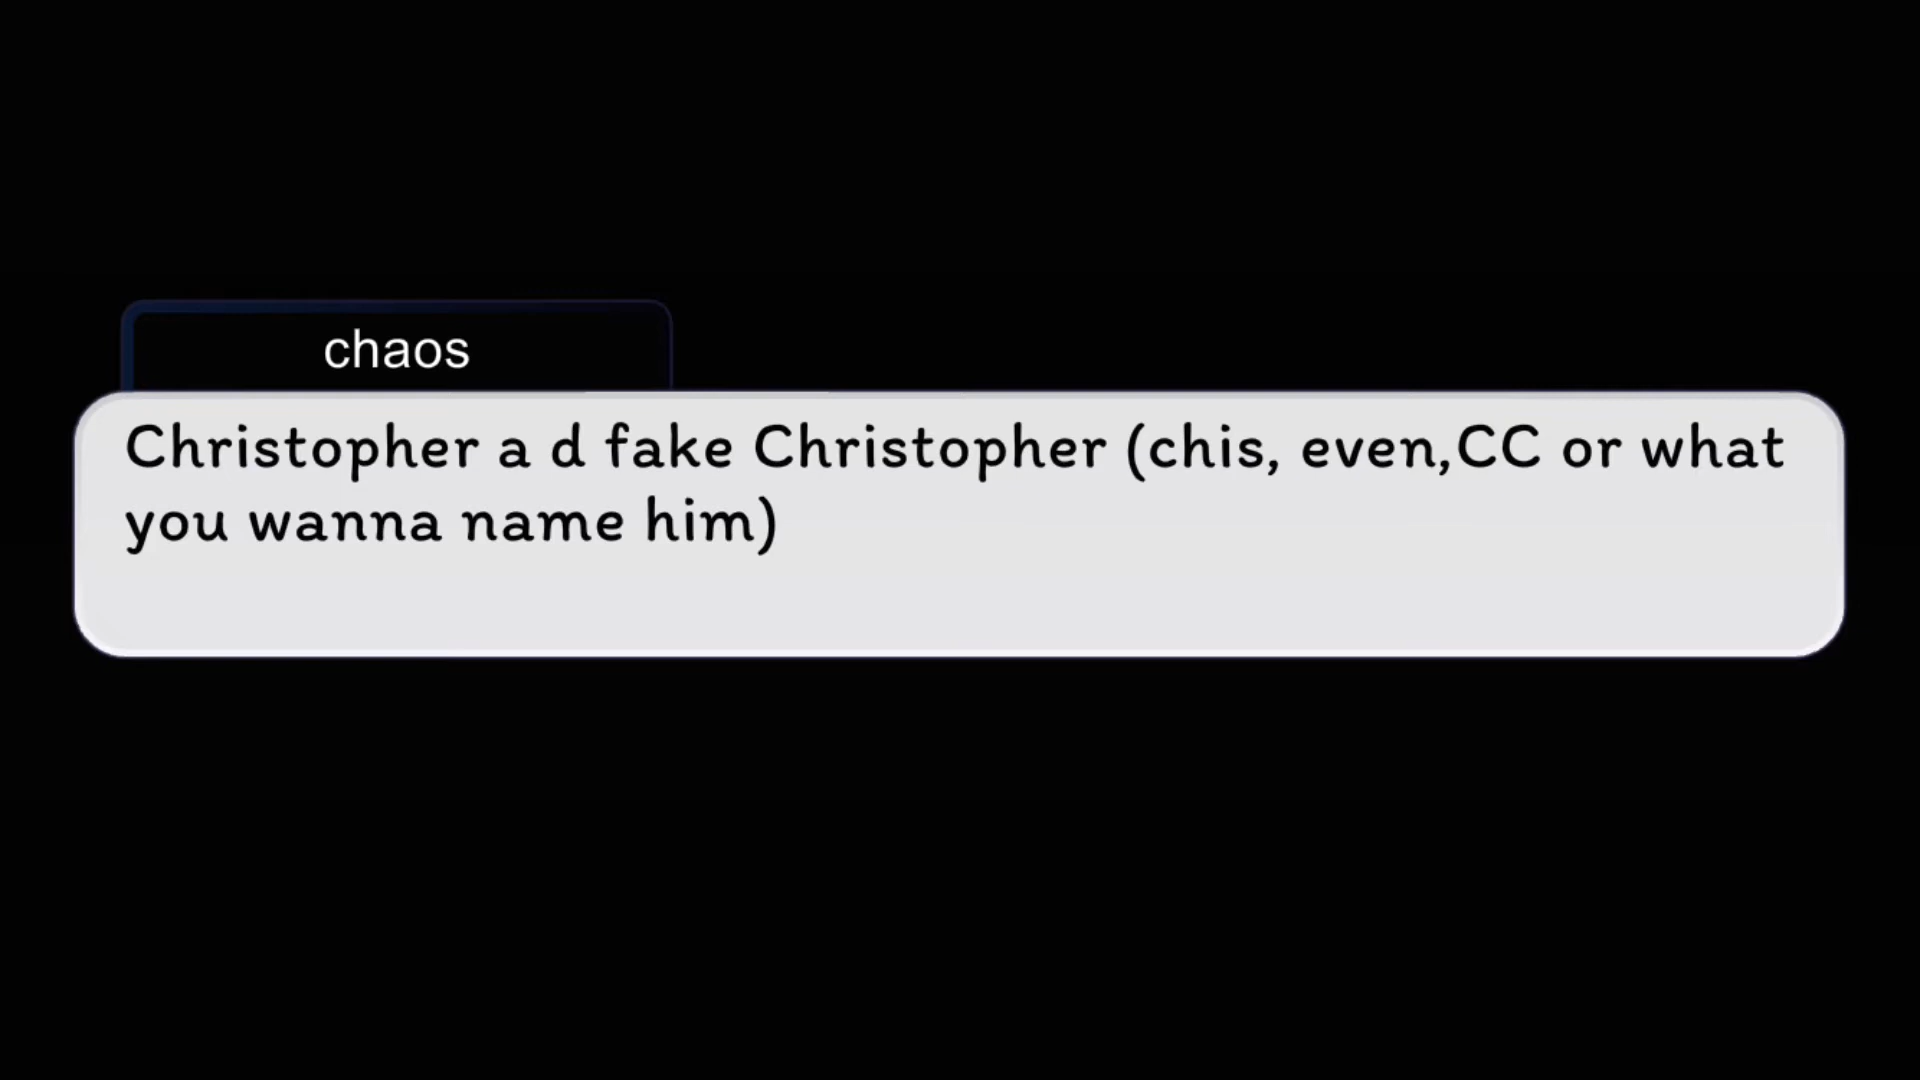 chaos
Christopher a d fake Christopher (chis, even,CC or what
you wanna name him)